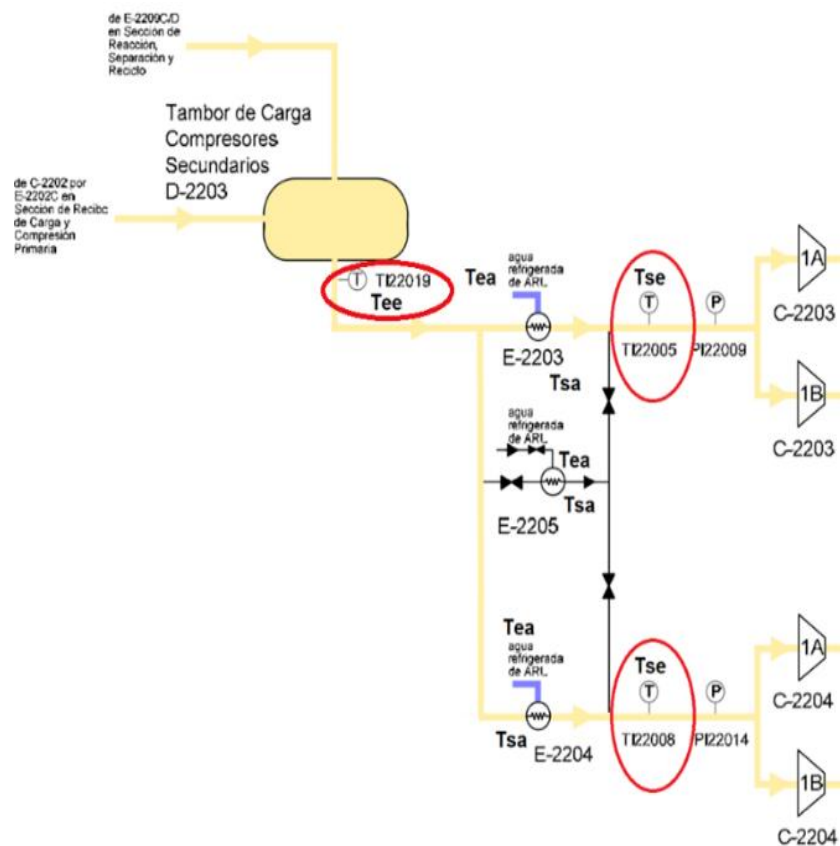 de E-2209C/D
en Sección de
Reacción,
Separación y
Reciclo
Tambor de Carga
Compresores
Secundarios
D-2203
de C-2202 por
E-2202C en
Sección de Recibo
de Carga y
Compresión
Primaria
T TI22019
Tee
Tea
agua
refrigerada
de ARU
E-2203
Tsa
Tse
T
TI22005
P
PI22009
1A
C-2203
1B
C-2203
agua
refrigerada
de ARU
Tea
Tsa
E-2205
Tea
agua
refrigerada
de ARU
Tsa
E-2204
Tse
T
TI22008
P
PI22014
1A
C-2204
1B
C-2204